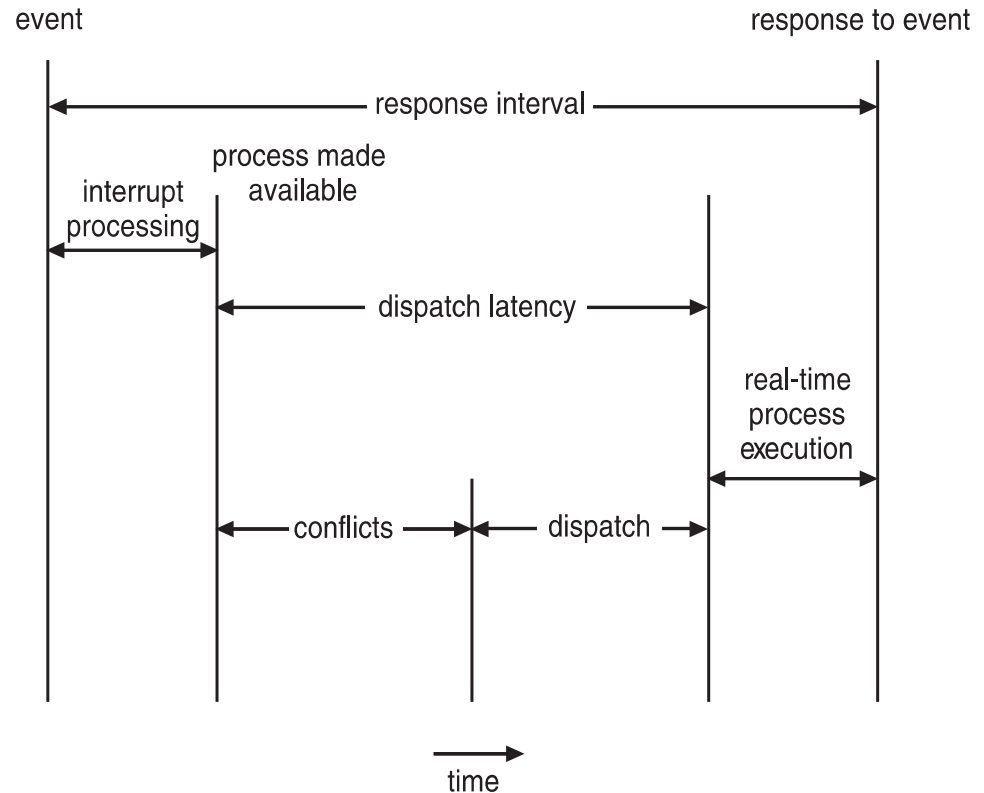 event
response to event
response interval
process made
available
interrupt
processing
dispatch latency
real-time
process
execution
conflicts
dispatch
time